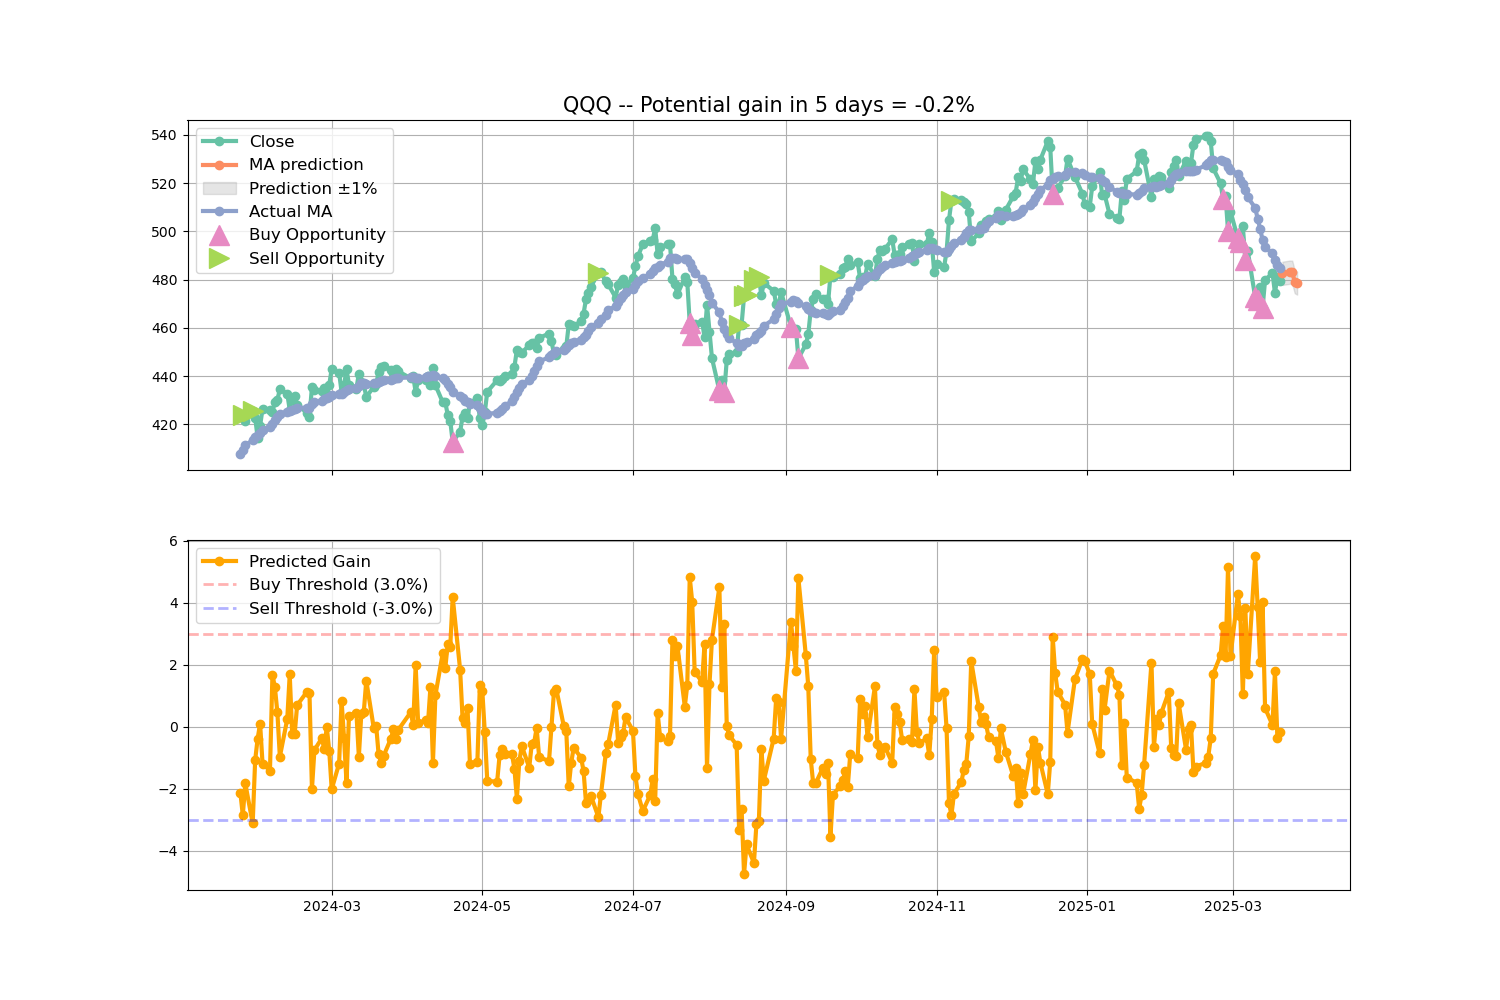 QQQ -- Potential gain in 5 days = -0.2%
540
520
500
480
460
440
420
Close
MA prediction
Prediction ±1%
Actual MA
Buy Opportunity
Sell Opportunity
6
4
2
0
−2
−4
Predicted Gain
Buy Threshold (3.0%)
Sell Threshold (-3.0%)
2024-03 2024-05 2024-07 2024-09 2024-11 2025-01 2025-03